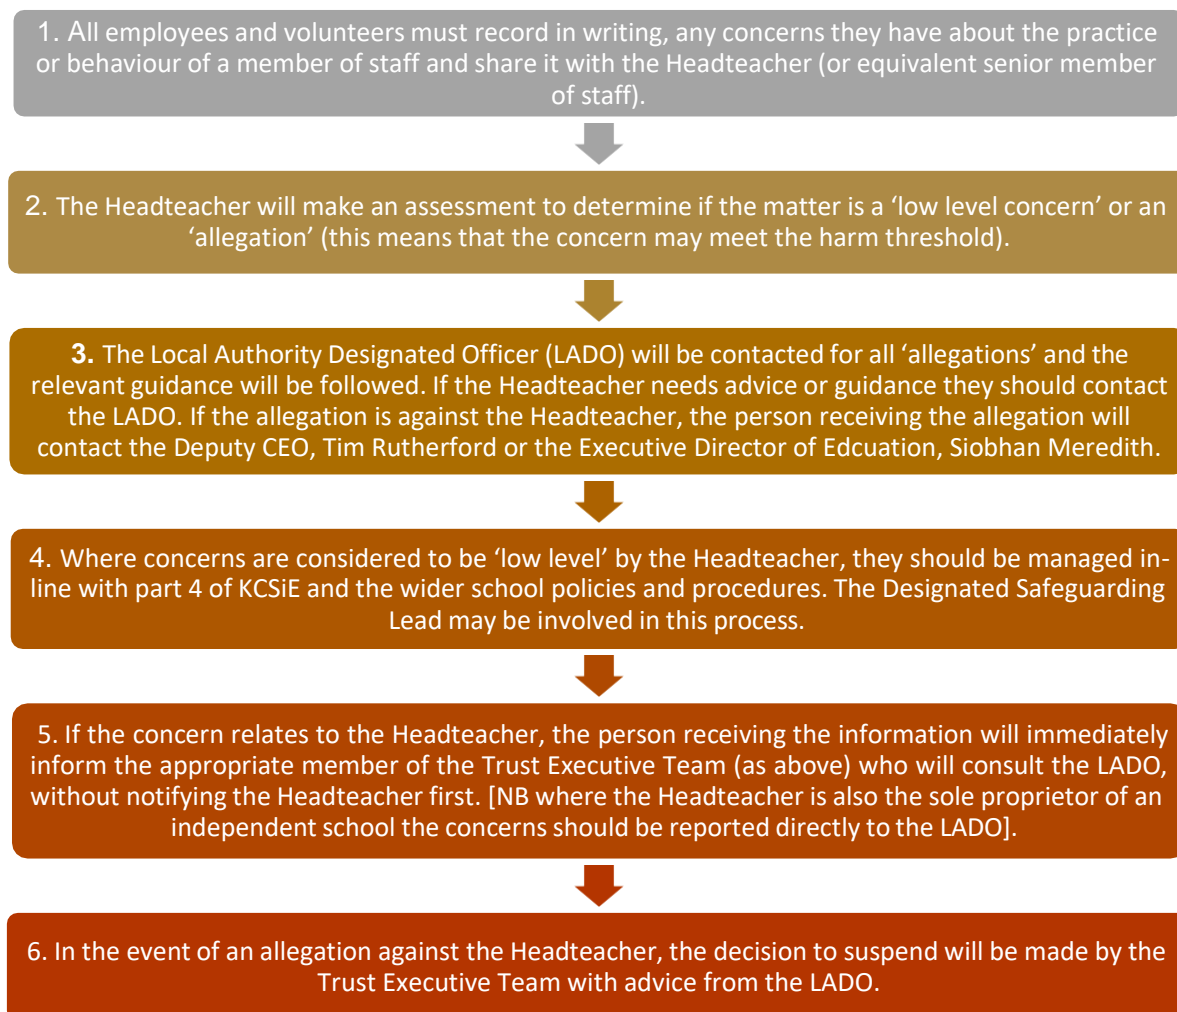 1. All employees and volunteers must record in writing, any concerns they have about the practice
or behaviour of a member of staff and share it with the Headteacher (or equivalent senior member
of staff).
2. The Headteacher will make an assessment to determine if the matter is a ‘low level concern’ or an
‘allegation’ (this means that the concern may meet the harm threshold).
3. The Local Authority Designated Officer (LADO) will be contacted for all ‘allegations’ and the
relevant guidance will be followed. If the Headteacher needs advice or guidance they should contact
the LADO. If the allegation is against the Headteacher, the person receiving the allegation will
contact the Deputy CEO, Tim Rutherford or the Executive Director of Edcuation, Siobhan Meredith.
4. Where concerns are considered to be ‘low level’ by the Headteacher, they should be managed in-
line with part 4 of KCSiE and the wider school policies and procedures. The Designated Safeguarding
Lead may be involved in this process.
5. If the concern relates to the Headteacher, the person receiving the information will immediately
inform the appropriate member of the Trust Executive Team (as above) who will consult the LADO,
without notifying the Headteacher first. [NB where the Headteacher is also the sole proprietor of an
independent school the concerns should be reported directly to the LADO].
6. In the event of an allegation against the Headteacher, the decision to suspend will be made by the
Trust Executive Team with advice from the LADO.